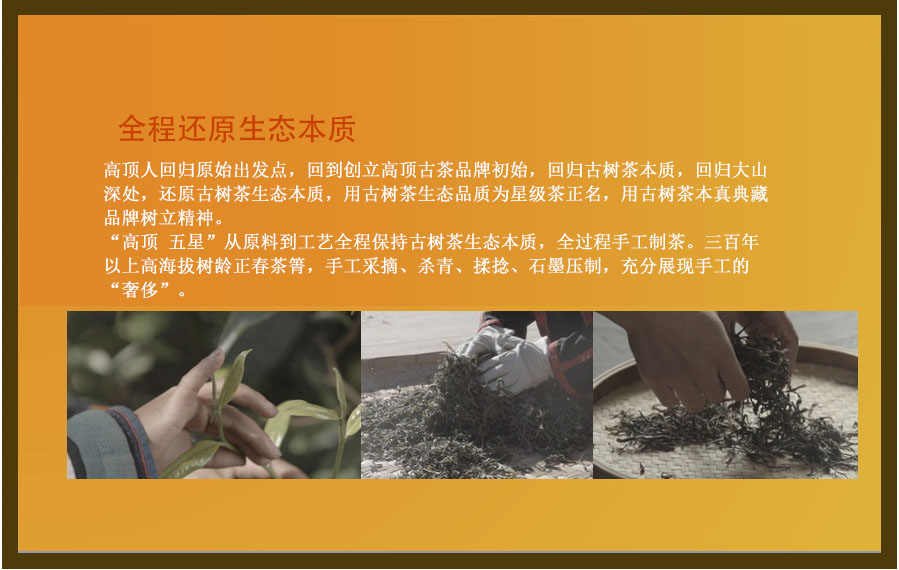 全程还原生态本质
高顶人回归原始出发点，回到创立高顶古茶品牌初始，回归古树茶本质，回归大山
深处，还原古树茶生态本质，用古树茶生态品质为星级茶正名，用古树茶本真典藏
品牌树立精神。
“高顶 五星”从原料到工艺全程保持古树茶生态本质，全过程手工制茶。三百年
以上高海拔树龄正春茶箐，手工采摘、杀青、揉捻、石墨压制，充分展现手工的
“奢侈”。